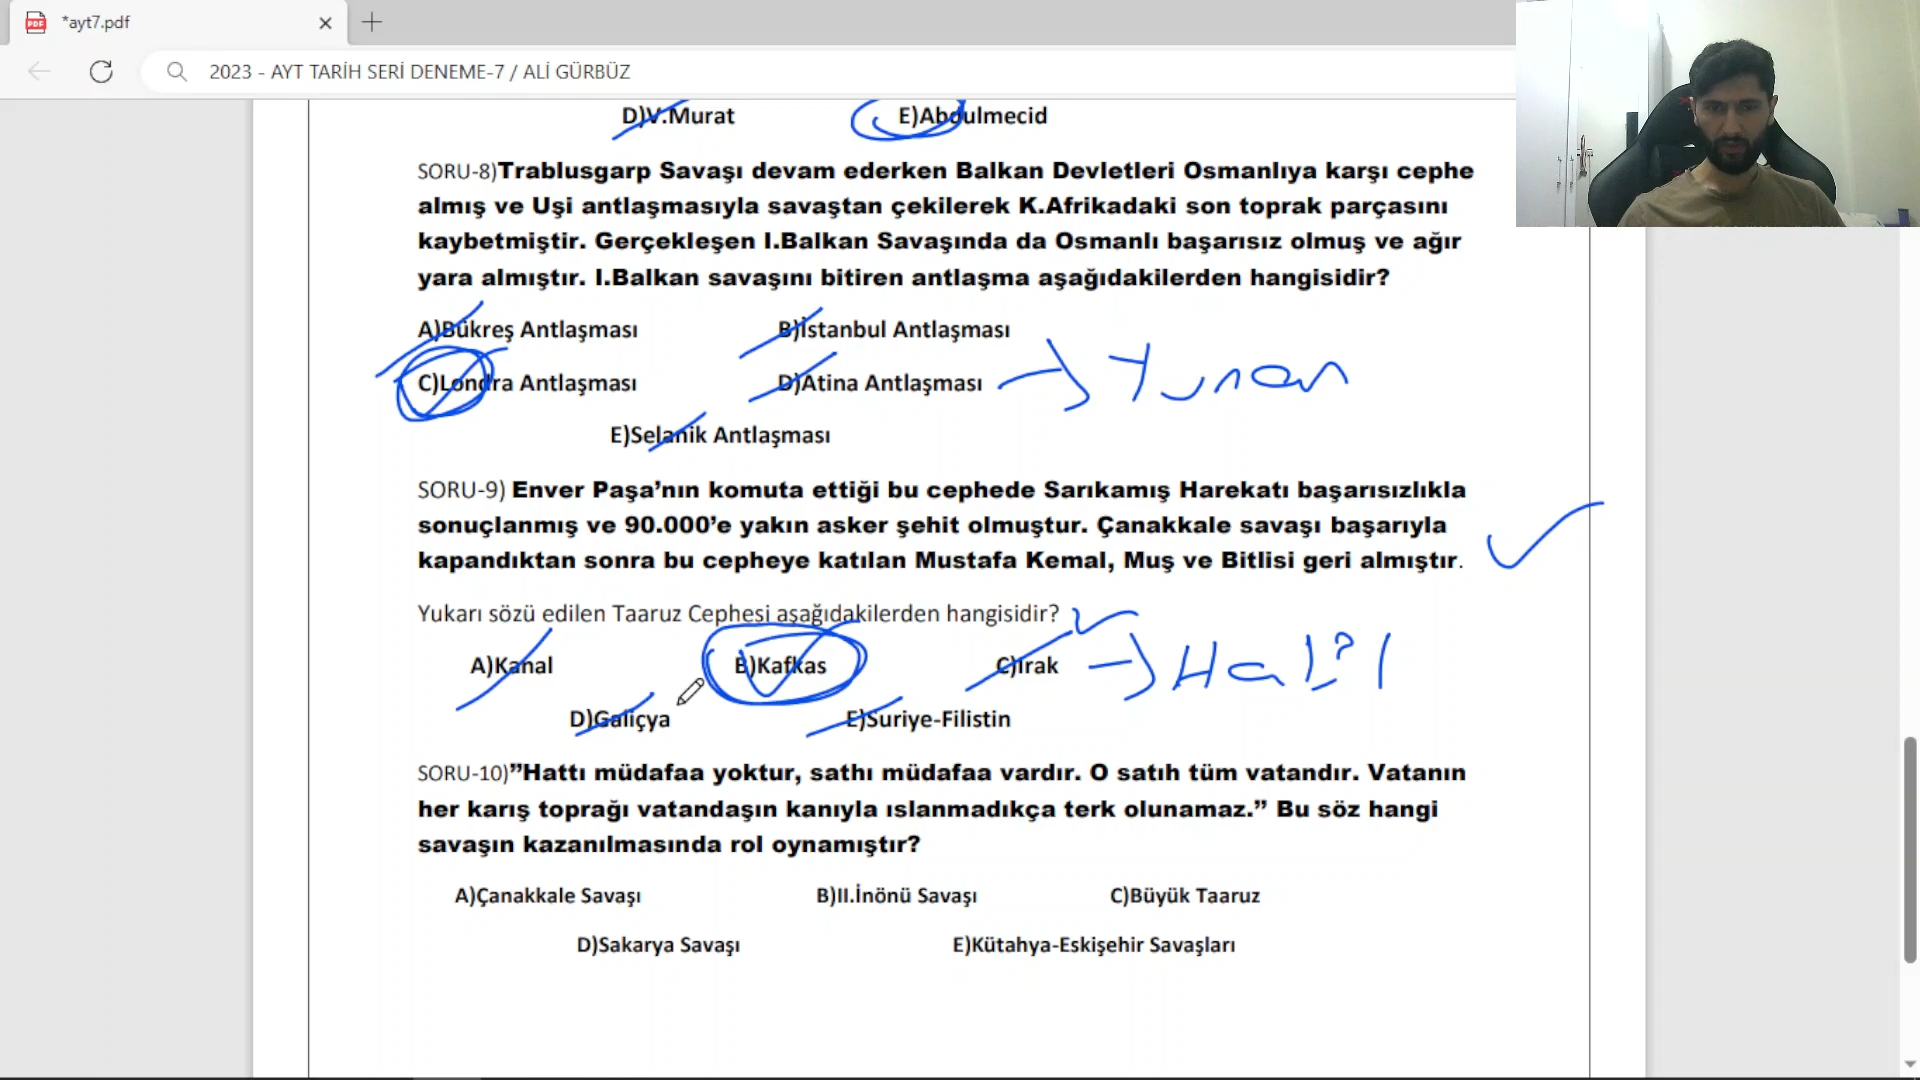 *ayt7.pdf
2023 - AYT TARİH SERİ DENEME-7 / ALİ GÜRBÜZ
D)V.Murat E)Abdulmecid
SORU-8)Trablusgarp Savaşı devam ederken Balkan Devletleri Osmanlıya karşı cephe
almış ve Uşi antlaşmasıyla savaştan çekilerek K.Afrikadaki son toprak parçasını
kaybetmiştir. Gerçekleşen I.Balkan Savaşında da Osmanlı başarısız olmuş ve ağır
yara almıştır. I.Balkan savaşını bitiren antlaşma aşağıdakilerden hangisidir?
A)Bükreş Antlaşması B)İstanbul Antlaşması
C)Londra Antlaşması D)Atina Antlaşması → Yunan
E)Selanik Antlaşması
SORU-9) Enver Paşa’nın komuta ettiği bu cephede Sarıkamış Harekatı başarısızlıkla
sonuçlanmış ve 90.000’e yakın asker şehit olmuştur. Çanakkale savaşı başarıyla
kapandıktan sonra bu cepheye katılan Mustafa Kemal, Muş ve Bitlisi geri almıştır.
Yukarı sözü edilen Taaruz Cephesi aşağıdakilerden hangisidir?
A)Kanal B)Kafkas C)Irak → Halil
D)Galiçya E)Suriye-Filistin
SORU-10)”Hattı müdafaa yoktur, sathı müdafaa vardır. O satıh tüm vatandır. Vatanın
her karış toprağı vatandaşın kanıyla ıslanmadıkça terk olunamaz.” Bu söz hangi
savaşın kazanılmasında rol oynamıştır?
A)Çanakkale Savaşı B)II.İnönü Savaşı C)Büyük Taaruz
D)Sakarya Savaşı E)Kütahya-Eskişehir Savaşları